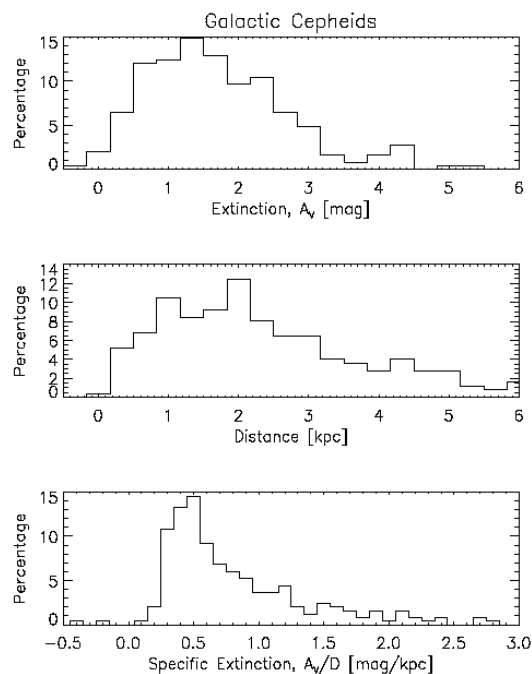 Galactic Cepheids
Percentage
15
10
5
0
0 1 2 3 4 5 6
Extinction, Aᵥ [mag]
Percentage
14
12
10
8
6
4
2
0
0 1 2 3 4 5 6
Distance [kpc]
Percentage
15
10
5
0
-0.5 0.0 0.5 1.0 1.5 2.0 2.5 3.0
Specific Extinction, Aᵥ/D [mag/kpc]